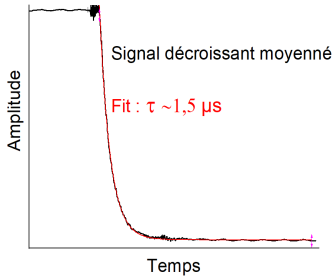 Signal décroissant moyenné
Fit : τ ~1,5 µs
Amplitude
Temps